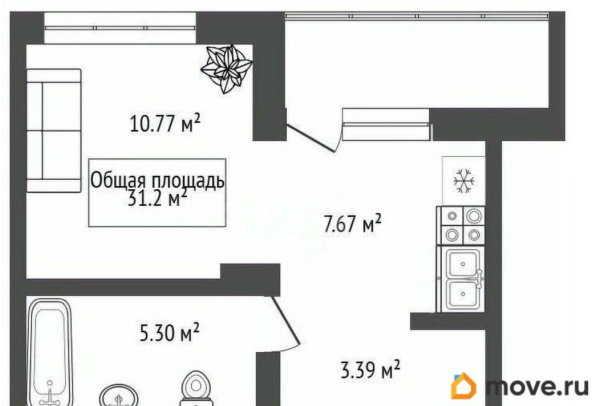 10.77 м²
Общая площадь
31.2 м²
7.67 м²
5.30 м²
3.39 м²
move.ru